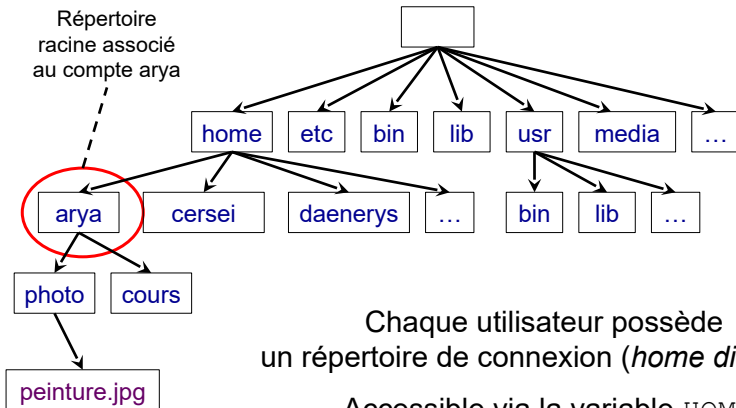 Répertoire
racine associé
au compte arya
home etc bin lib usr media ...
arya cersei daenerys ... bin lib ...
photo cours
Chaque utilisateur possède
un répertoire de connexion (home
peinture.jpg
Accessible via la variable